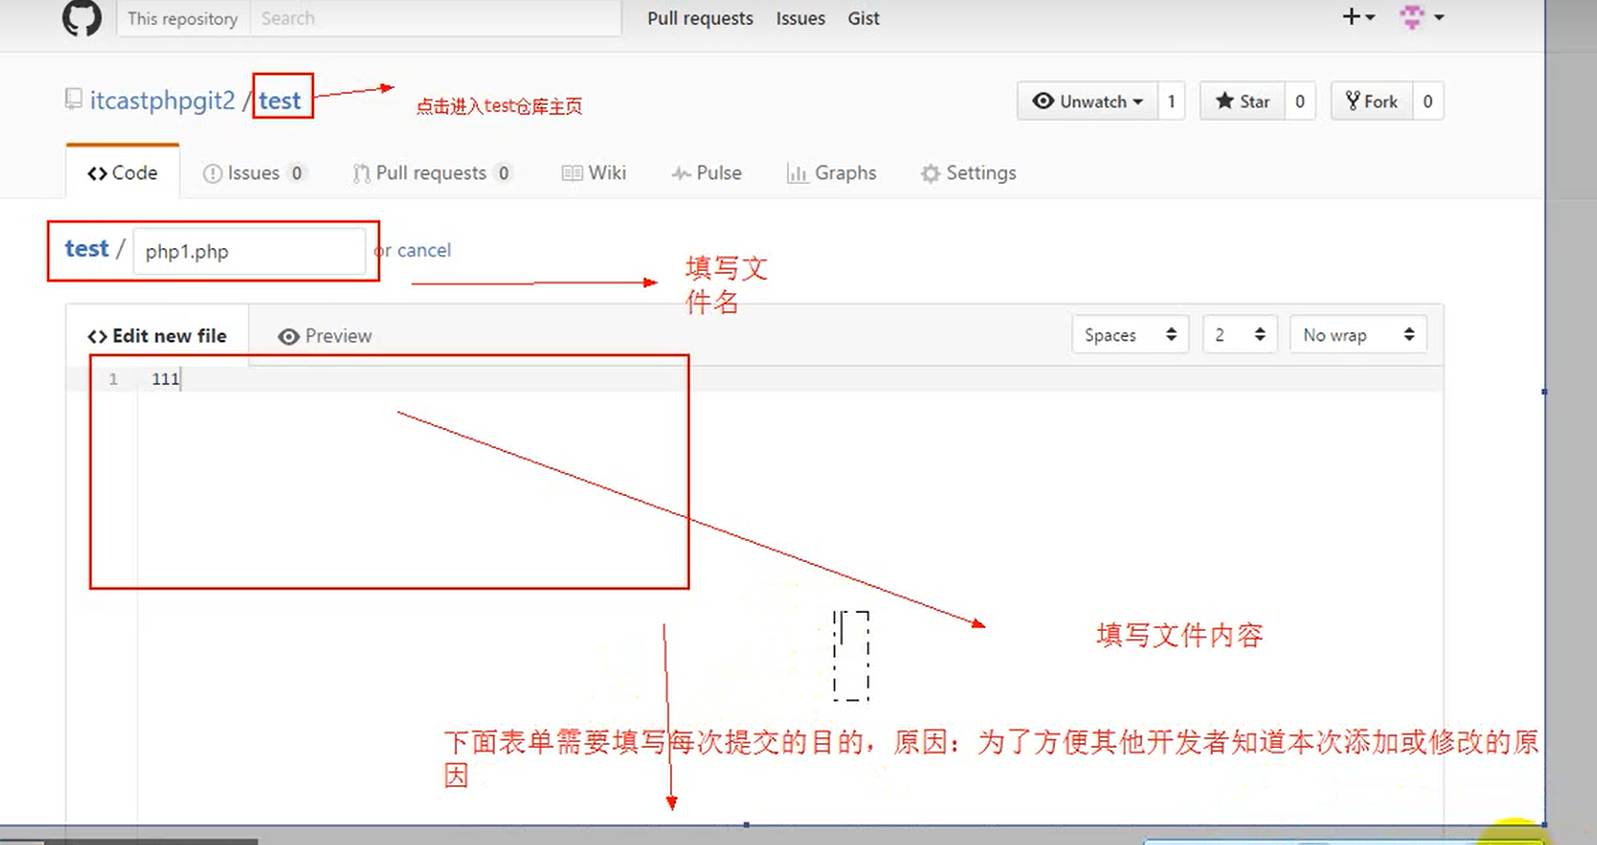 This repository Search Pull requests Issues Gist
itcastphpgit2 / test 点击进入test仓库主页 Unwatch 1 Star 0 Fork 0
Code Issues 0 Pull requests 0 Wiki Pulse Graphs Settings
test / php1.php or cancel
填写文
件名
Edit new file Preview Spaces 2 No wrap
1 111
填写文件内容
下面表单需要填写每次提交的目的，原因：为了方便其他开发者知道本次添加或修改的原
因